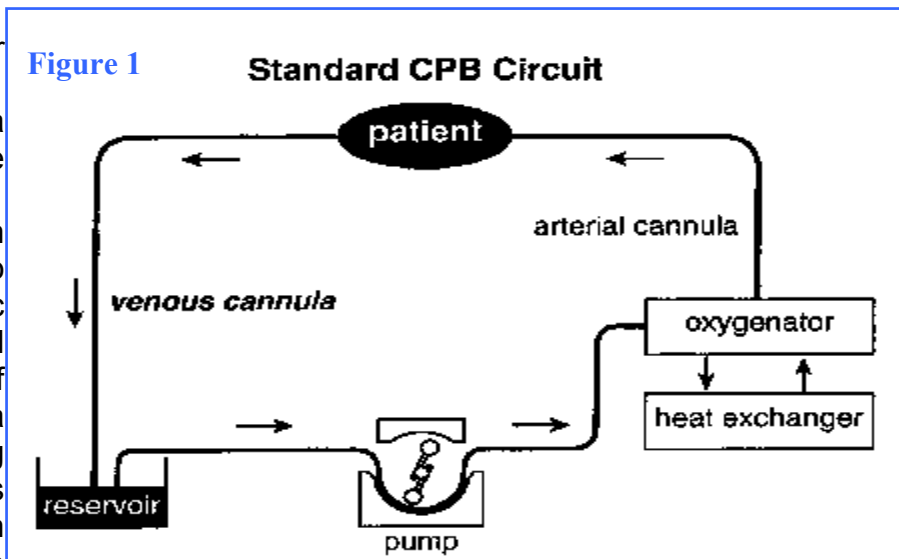 Figure 1
Standard CPB Circuit
patient
arterial cannula
venous cannula
oxygenator
heat exchanger
reservoir
pump